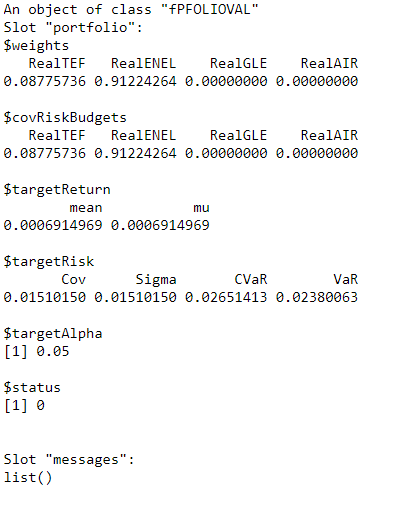 An object of class "fPFOLIOVAL"
Slot "portfolio":
$weights
   RealTEF   RealENEL    RealGLE    RealAIR
0.08775736 0.91224264 0.00000000 0.00000000

$covRiskBudgets
   RealTEF   RealENEL    RealGLE    RealAIR
0.08775736 0.91224264 0.00000000 0.00000000

$targetReturn
        mean           mu
0.0006914969 0.0006914969

$targetRisk
       Cov      Sigma       CVaR        VaR
0.01510150 0.01510150 0.02651413 0.02380063

$targetAlpha
[1] 0.05

$status
[1] 0

Slot "messages":
list()